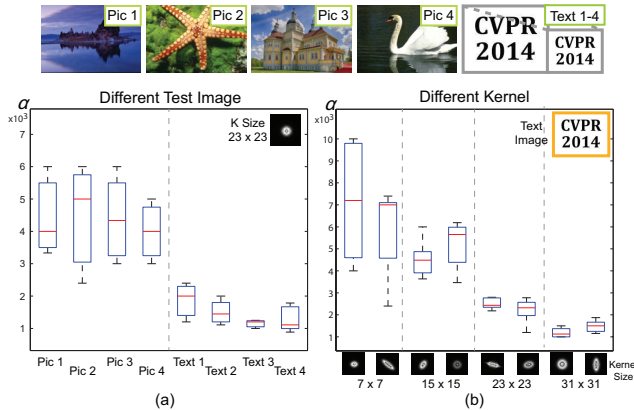 Pic 1
Pic 2
Pic 3
Pic 4
CVPR
2014
Text 1-4
CVPR
2014
α
x10³
Different Test Image
K Size
23 x 23
7
6
5
4
3
2
1
Pic 1
Pic 2
Pic 3
Pic 4
Text 1
Text 2
Text 3
Text 4
(a)
α
x10³
Different Kernel
Text
Image
CVPR
2014
10
9
8
7
6
5
4
3
2
1
7 x 7
15 x 15
23 x 23
31 x 31
Kernel
Size
(b)